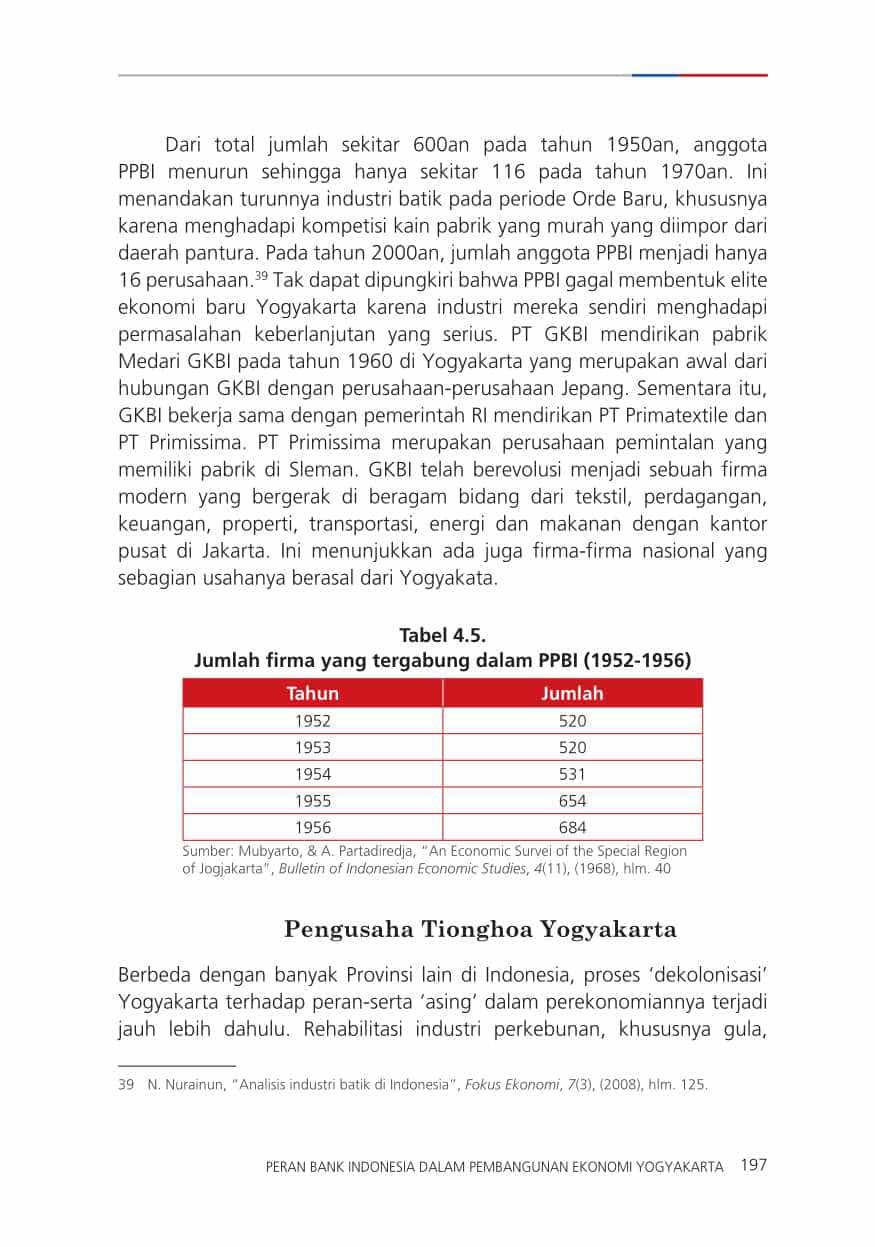 Dari total jumlah sekitar 600an pada tahun 1950an, anggota
PPBI menurun sehingga hanya sekitar 116 pada tahun 1970an. Ini
menandakan turunnya industri batik pada periode Orde Baru, khususnya
karena menghadapi kompetisi kain pabrik yang murah yang diimpor dari
daerah pantura. Pada tahun 2000an, jumlah anggota PPBI menjadi hanya
16 perusahaan.39 Tak dapat dipungkiri bahwa PPBI gagal membentuk elite
ekonomi baru Yogyakarta karena industri mereka sendiri menghadapi
permasalahan keberlanjutan yang serius. PT GKBI mendirikan pabrik
Medari GKBI pada tahun 1960 di Yogyakarta yang merupakan awal dari
hubungan GKBI dengan perusahaan-perusahaan Jepang. Sementara itu,
GKBI bekerja sama dengan pemerintah RI mendirikan PT Primatextile dan
PT Primissima. PT Primissima merupakan perusahaan pemintalan yang
memiliki pabrik di Sleman. GKBI telah berevolusi menjadi sebuah firma
modern yang bergerak di beragam bidang dari tekstil, perdagangan,
keuangan, properti, transportasi, energi dan makanan dengan kantor
pusat di Jakarta. Ini menunjukkan ada juga firma-firma nasional yang
sebagian usahanya berasal dari Yogyakata.
Tabel 4.5.
Jumlah firma yang tergabung dalam PPBI (1952-1956)
Tahun Jumlah
1952 520
1953 520
1954 531
1955 654
1956 684
Sumber: Mubyarto, & A. Partadiredja, “An Economic Survei of the Special Region
of Jogjakarta”, Bulletin of Indonesian Economic Studies, 4(11), (1968), hlm. 40
Pengusaha Tionghoa Yogyakarta
Berbeda dengan banyak Provinsi lain di Indonesia, proses ‘dekolonisasi’
Yogyakarta terhadap peran-serta ‘asing’ dalam perekonomiannya terjadi
jauh lebih dahulu. Rehabilitasi industri perkebunan, khususnya gula,
39 N. Nurainun, “Analisis industri batik di Indonesia”, Fokus Ekonomi, 7(3), (2008), hlm. 125.
PERAN BANK INDONESIA DALAM PEMBANGUNAN EKONOMI YOGYAKARTA 197